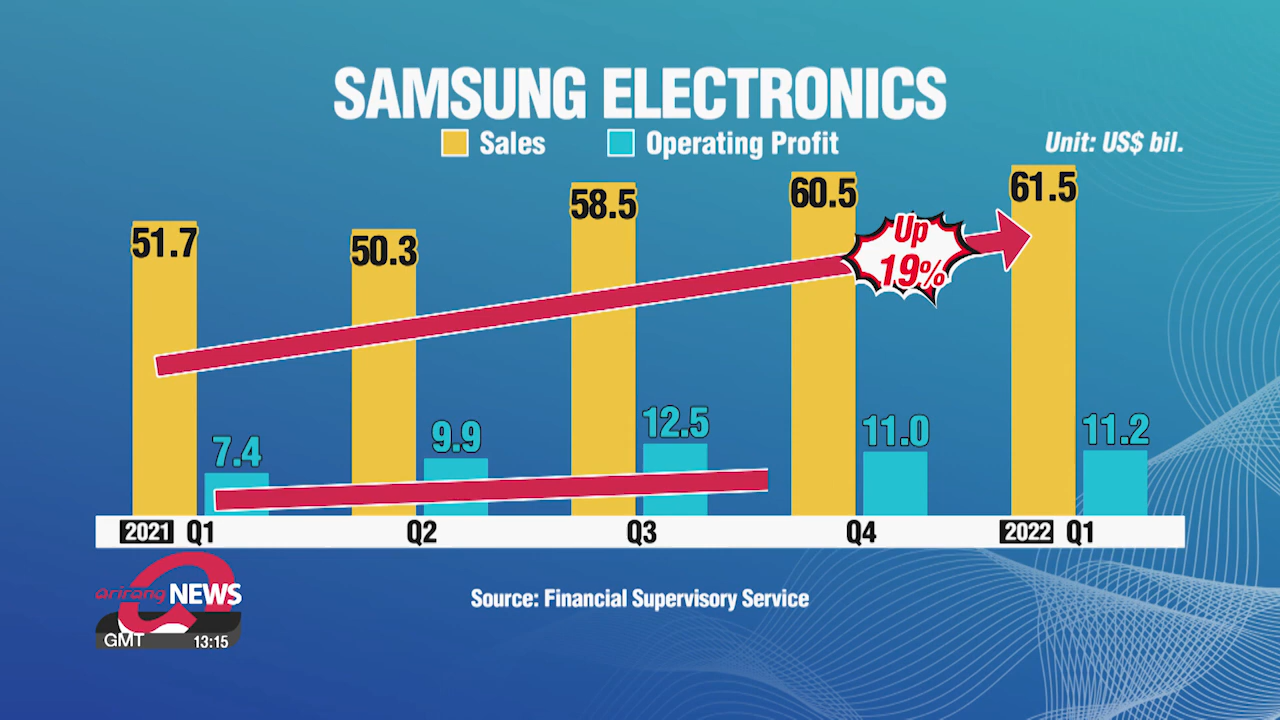 SAMSUNG ELECTRONICS
Sales Operating Profit Unit: US$ bil.
51.7 50.3 58.5 60.5 61.5
Up
19%
7.4 9.9 12.5 11.0 11.2
2021 Q1 Q2 Q3 Q4 2022 Q1
arirang NEWS
GMT 13:15
Source: Financial Supervisory Service